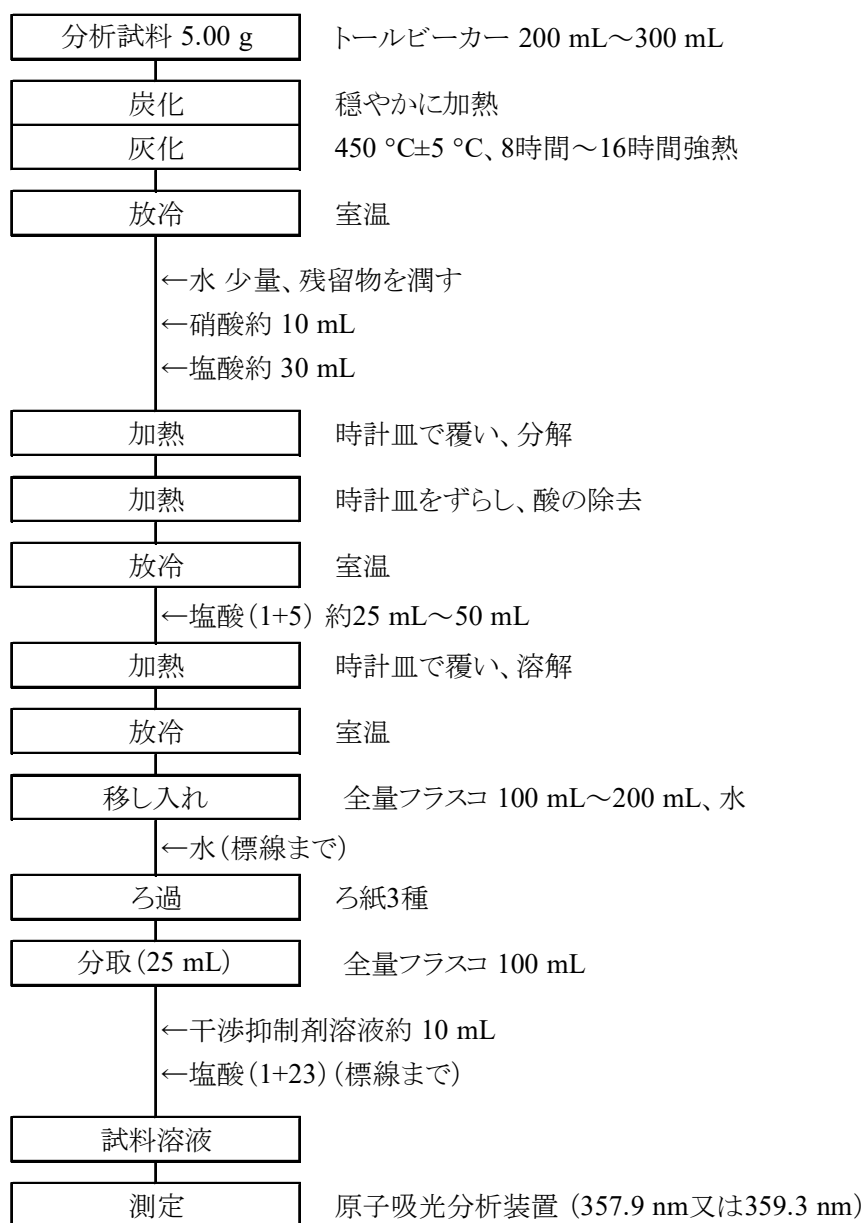 分析試料 5.00 g トールビーカー 200 mL～300 mL
炭化 穏やかに加熱
灰化 450 °C±5 °C、8時間～16時間強熱
放冷 室温
←水 少量、残留物を潤す
←硝酸約 10 mL
←塩酸約 30 mL
加熱 時計皿で覆い、分解
加熱 時計皿をずらし、酸の除去
放冷 室温
←塩酸（1+5） 約25 mL～50 mL
加熱 時計皿で覆い、溶解
放冷 室温
移し入れ 全量フラスコ 100 mL～200 mL、水
←水（標線まで）
ろ過 ろ紙3種
分取（25 mL） 全量フラスコ 100 mL
←干渉抑制剤溶液約 10 mL
←塩酸（1+23）（標線まで）
試料溶液
測定 原子吸光分析装置 （357.9 nm又は359.3 nm）